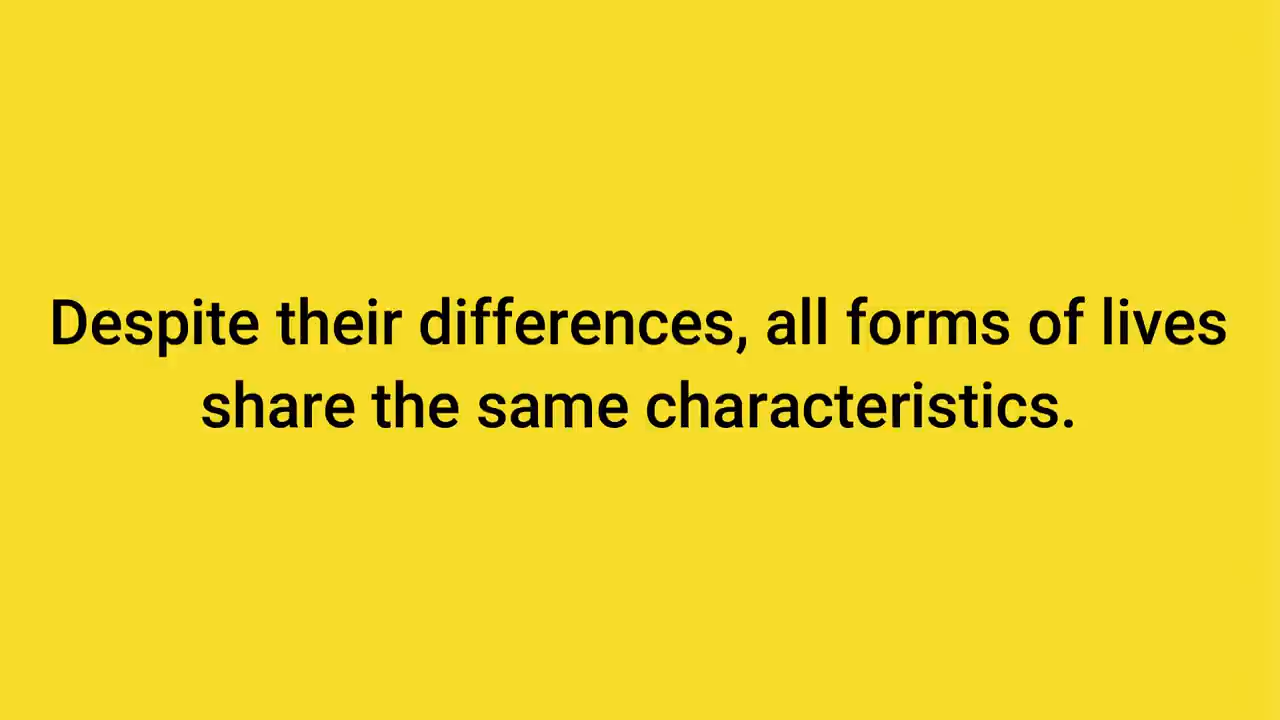 Despite their differences, all forms of lives
share the same characteristics.